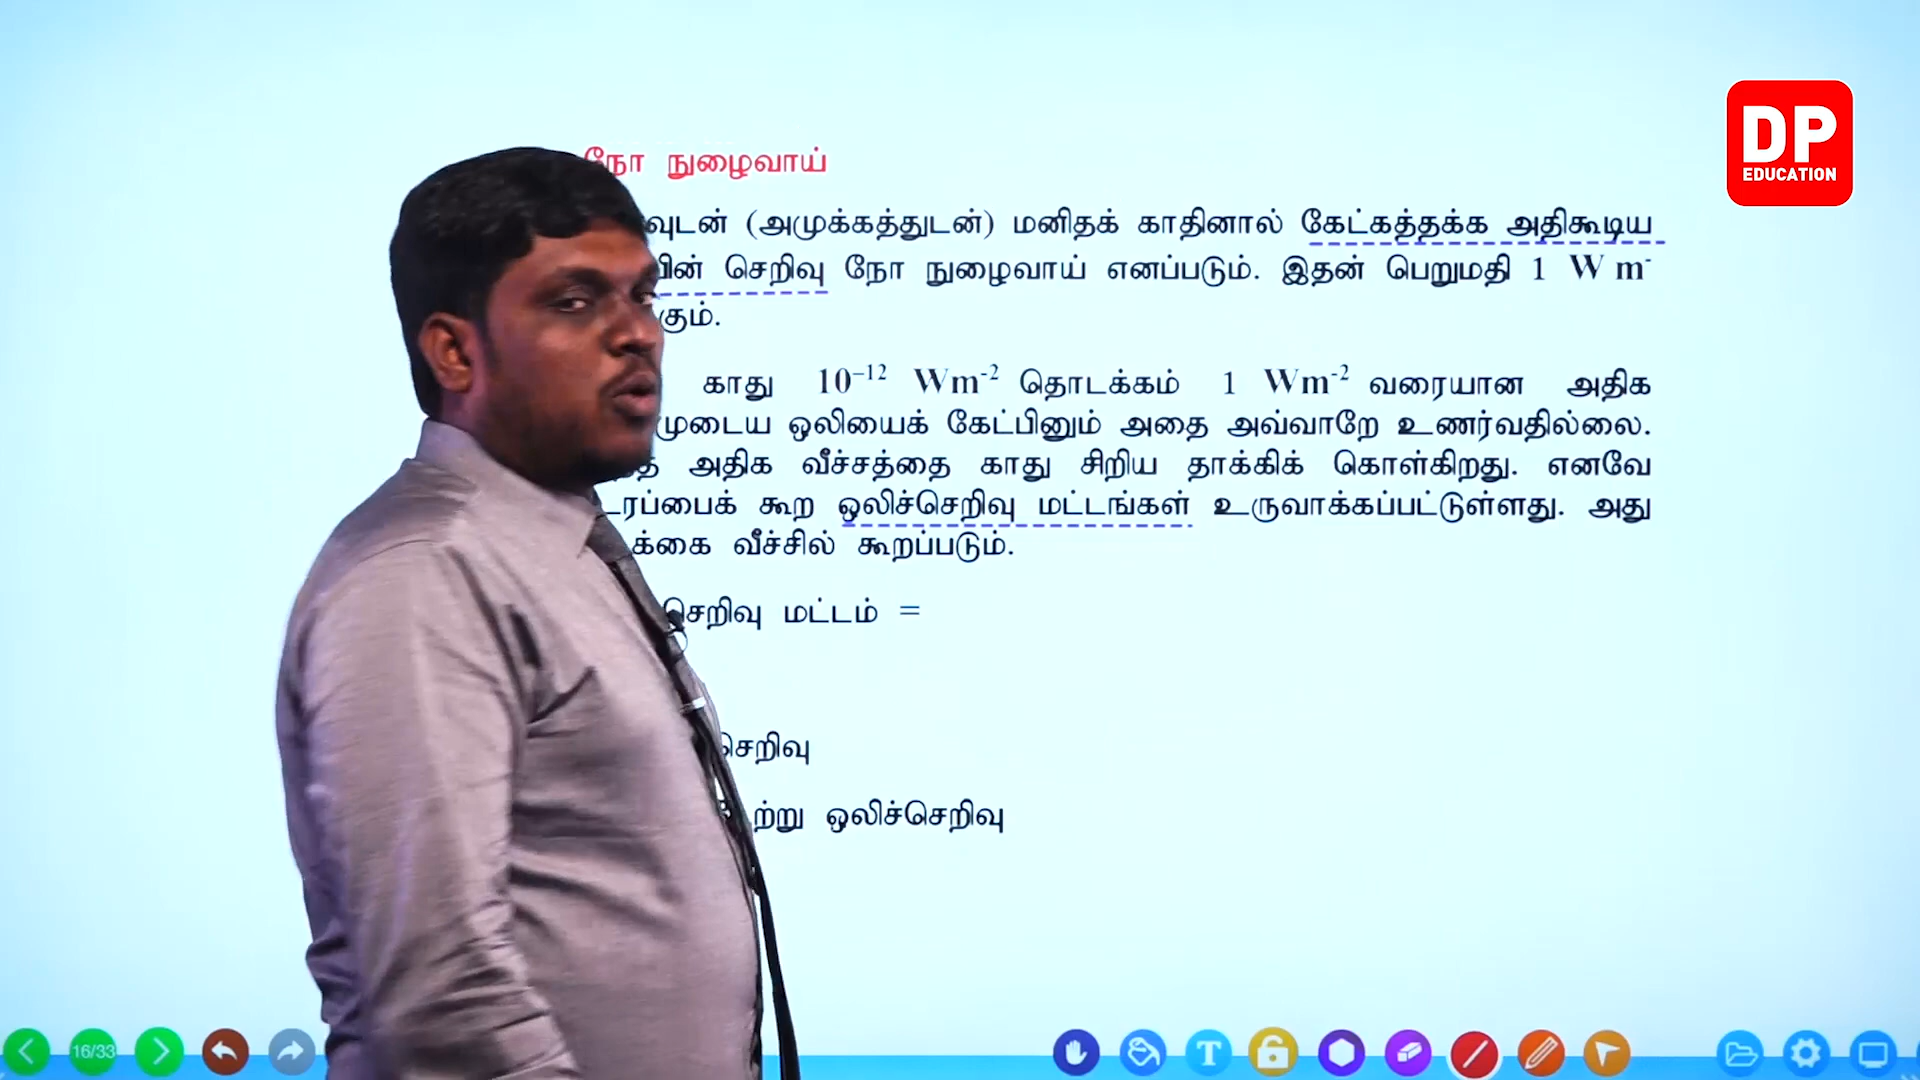 DP
EDUCATION
நோ நுழைவாய்
(அமுக்கத்துடன்) மனிதக் காதினால் கேட்கத்தக்க அதிகூடிய
செறிவு நோ நுழைவாய் எனப்படும். இதன் பெறுமதி 1 W m-
காது 10–12 Wm-2 தொடக்கம் 1 Wm-2 வரையான அதிக
ஒலியைக் கேட்பினும் அதை அவ்வாறே உணர்வதில்லை.
அதிக வீச்சத்தை காது சிறிய தாக்கிக் கொள்கிறது. எனவே
கூற ஒலிச்செறிவு மட்டங்கள் உருவாக்கப்பட்டுள்ளது. அது
வீச்சில் கூறப்படும்.
செறிவு மட்டம் =
செறிவு
ஒலிச்செறிவு
16/33
T